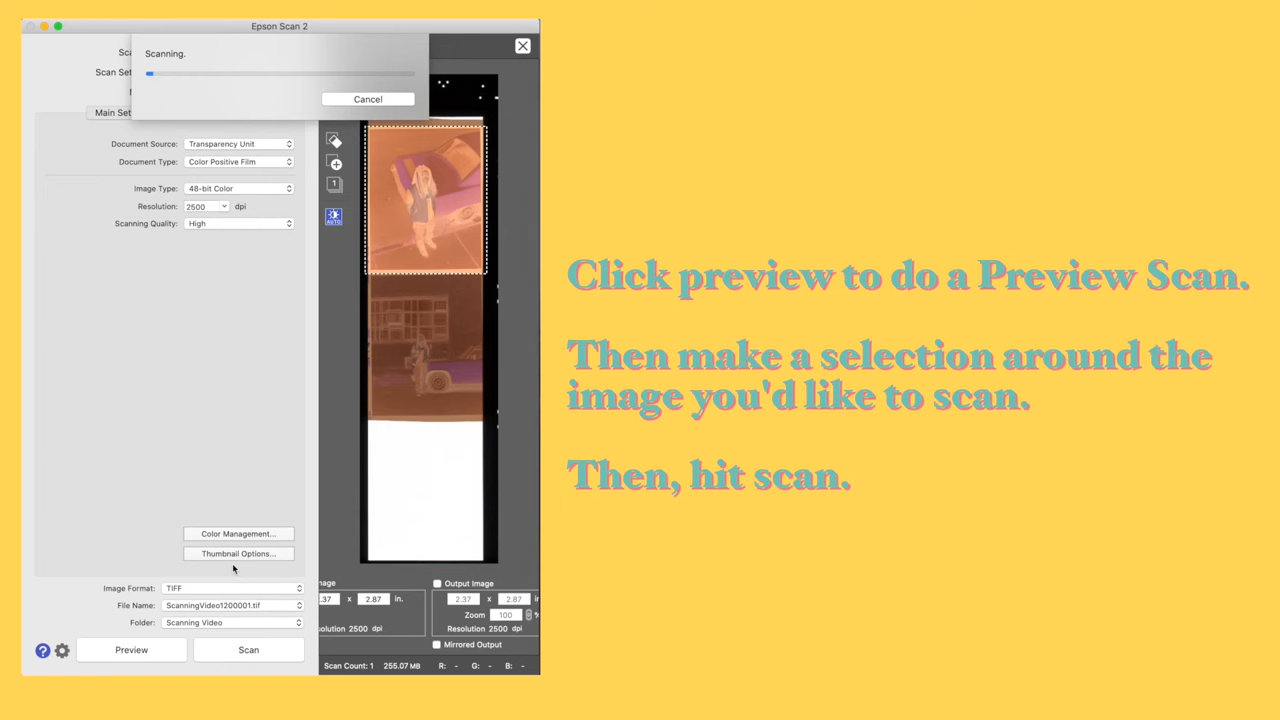 Epson Scan 2
Scanning.
Cancel
Main Set
Document Source: Transparency Unit
Document Type: Color Positive Film
Image Type: 48-bit Color
Resolution: 2500 dpi
Scanning Quality: High
1
AUTO
Color Management...
Thumbnail Options...
Image Format: TIFF
File Name: ScanningVideo1200001.tif
Folder: Scanning Video
? Preview Scan
2.87 in.
2500 dpi
Output Image
2.37 x 2.87
Zoom 100 %
Resolution 2500 dpi
Mirrored Output
Scan Count: 1 255.07 MB R: - G: - B: -
Click preview to do a Preview Scan.
Then make a selection around the
image you'd like to scan.
Then, hit scan.